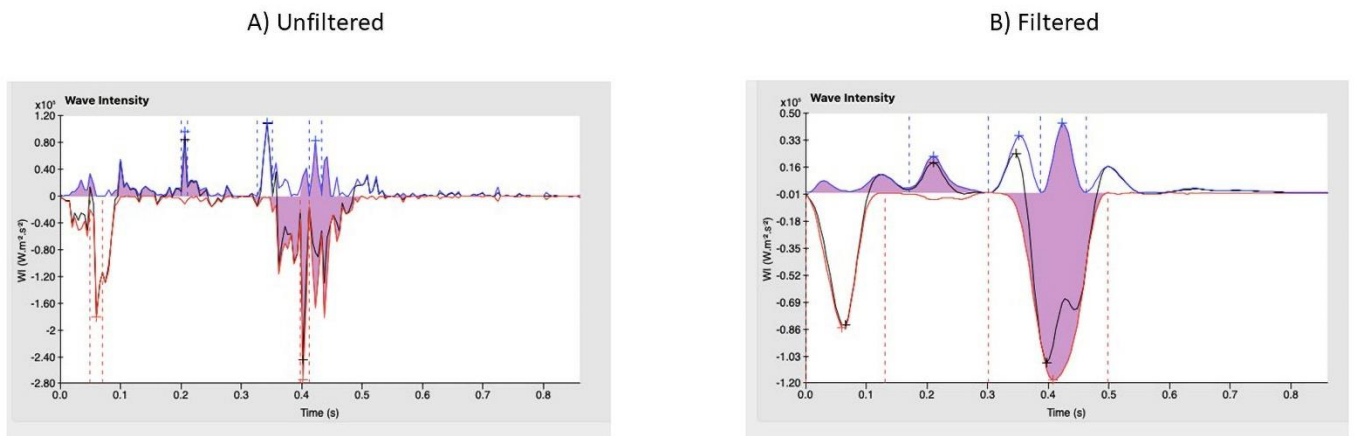 A) Unfiltered
B) Filtered
x10⁵ Wave Intensity
1.20
0.80
0.40
0
-0.40
-0.80
-1.20
-1.60
-2
-2.40
-2.80
WI (W.m².s²)
0.0 0.1 0.2 0.3 0.4 0.5 0.6 0.7 0.8
Time (s)
x10⁵ Wave Intensity
0.50
0.33
0.16
-0.01
-0.18
-0.35
-0.52
-0.69
-0.86
-1.03
-1.20
WI (W.m².s²)
0.0 0.1 0.2 0.3 0.4 0.5 0.6 0.7 0.8
Time (s)